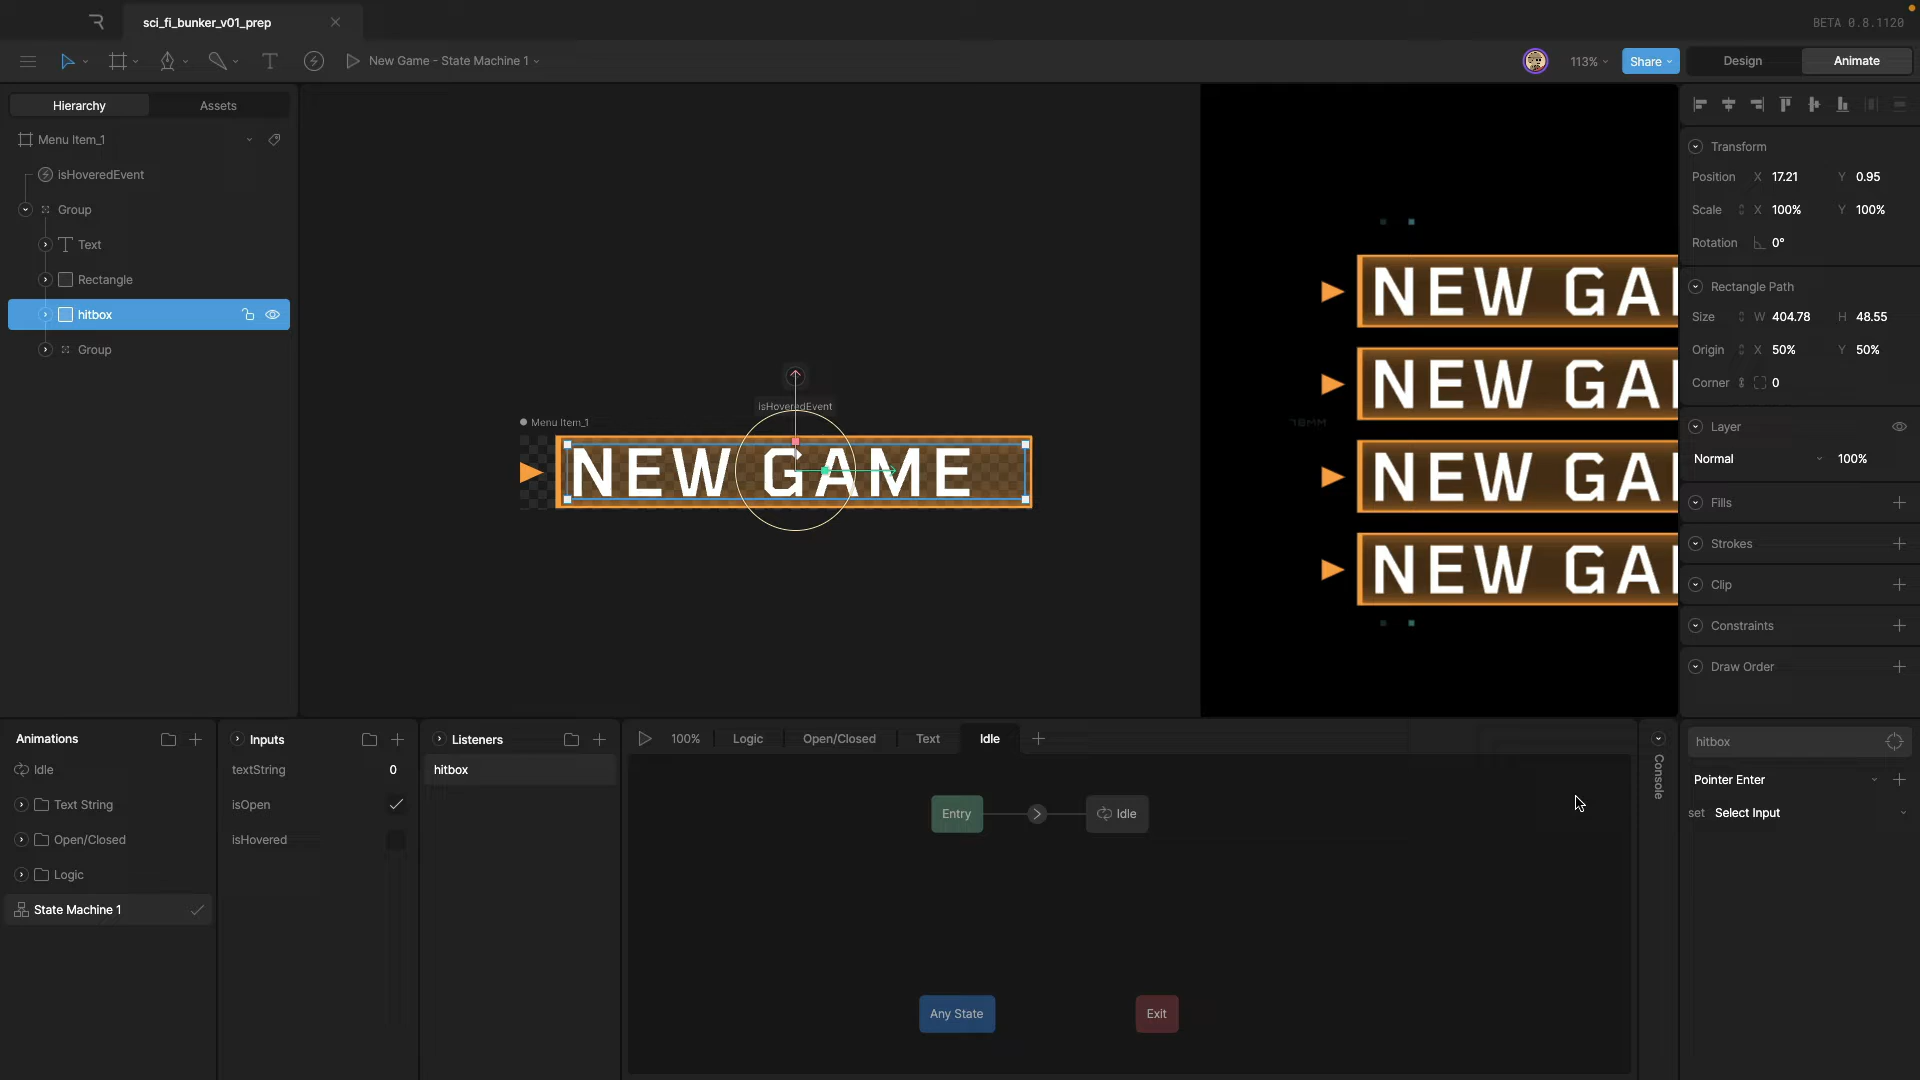 sci_fi_bunker_v01_prep
BETA 0.8.1120
New Game - State Machine 1
113%
Share
Design
Animate
Hierarchy
Assets
Menu Item_1
isHoveredEvent
Group
Text
Rectangle
hitbox
Group
isHoveredEvent
Menu Item_1
NEW GAME
NEW GA
NEW GA
NEW GA
NEW GA
Transform
Position X 17.21 Y 0.95
Scale X 100% Y 100%
Rotation 0°
Rectangle Path
Size W 404.78 H 48.55
Origin X 50% Y 50%
Corner 0
Layer
Normal 100%
Fills
Strokes
Clip
Constraints
Draw Order
Animations
Idle
Text String
Open/Closed
Logic
State Machine 1
Inputs
textString 0
isOpen
isHovered
Listeners
hitbox
100%
Logic
Open/Closed
Text
Idle
Entry
Idle
Any State
Exit
Console
hitbox
Pointer Enter
set Select Input